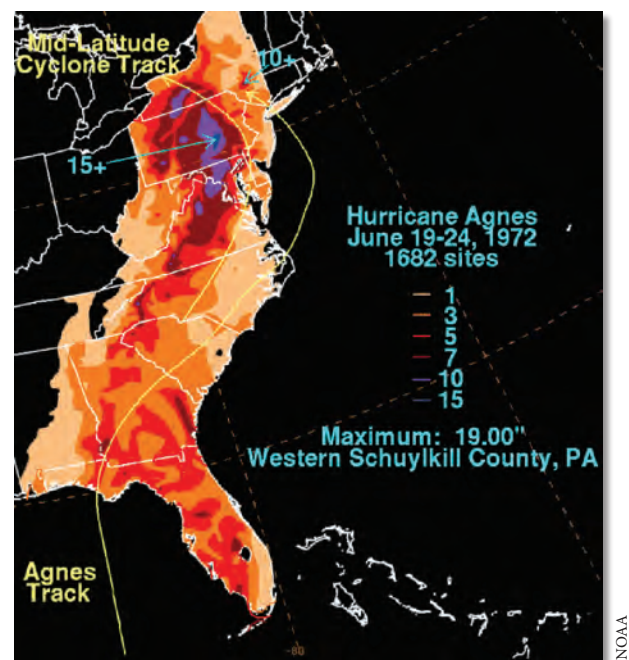 Mid-Latitude
Cyclone Track
10+
15+
Hurricane Agnes
June 19-24, 1972
1682 sites
1
3
5
7
10
15
Maximum: 19.00"
Western Schuylkill County, PA
Agnes
Track
-80
NOAA